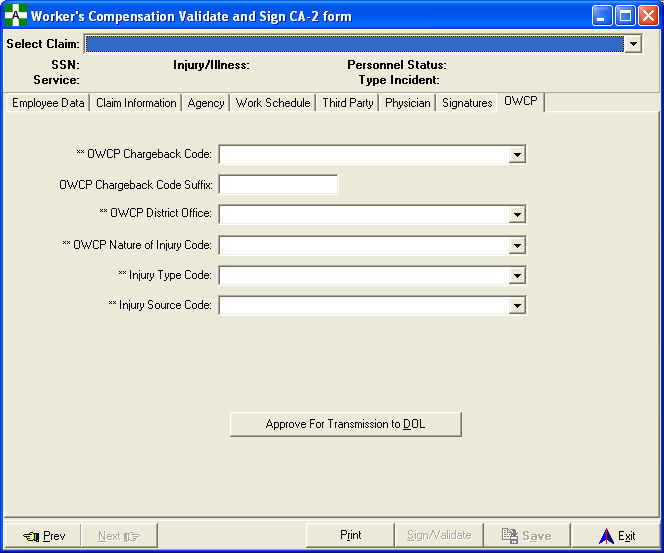 A Worker's Compensation Validate and Sign CA-2 form
Select Claim:
SSN: Injury/Illness: Personnel Status:
Service: Type Incident:
Employee Data Claim Information Agency Work Schedule Third Party Physician Signatures OWCP
** OWCP Chargeback Code:
OWCP Chargeback Code Suffix:
** OWCP District Office:
** OWCP Nature of Injury Code:
** Injury Type Code:
** Injury Source Code:
Approve For Transmission to DOL
Prev Next Print Sign/Validate Save Exit